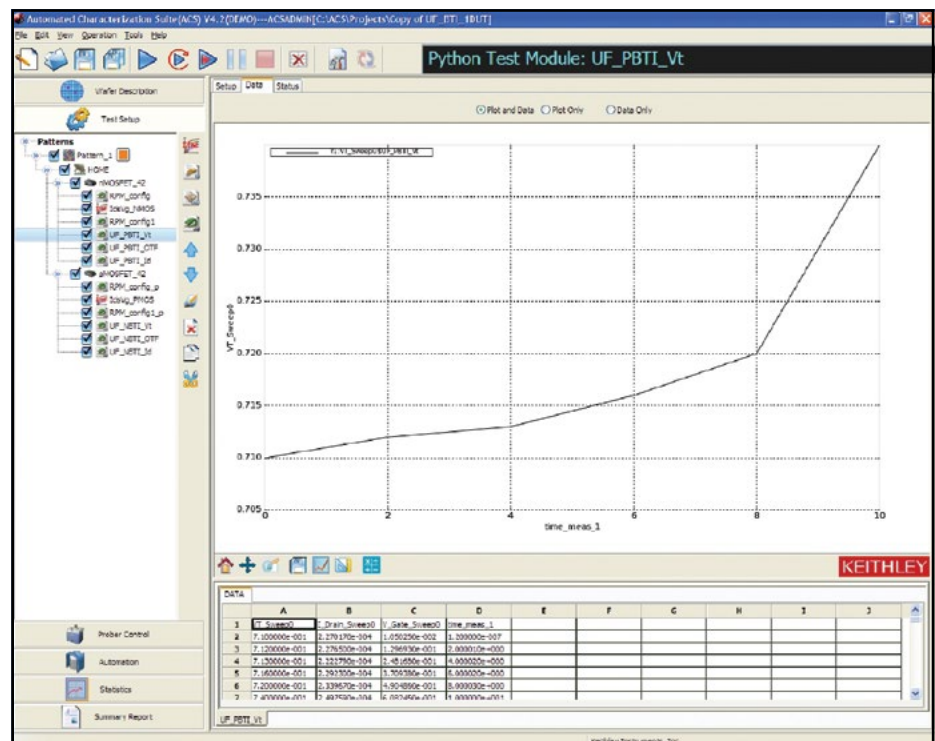 Automated Characterization Suite(ACS) V4.2(DEMO)---ACSADMIN[C:\ACS\Projects\Copy of UF_BTI_1DUT]
File Edit View Operation Tools Help
Python Test Module: UF_PBTI_Vt
Wafer Description
Test Setup
Setup Data Status
Plot and Data Plot Only Data Only
Patterns
Pattern_1
HOME
nMOSFET_42
RPM_config
Idsvg_NMOS
RPM_config1
UF_PBTI_Vt
UF_PBTI_OTF
UF_PBTI_Id
pMOSFET_42
RPM_config_p
Idsvg_PMOS
RPM_config1_p
UF_NBTI_Vt
UF_NBTI_OTF
UF_NBTI_Id
0.735
0.730
0.725
0.720
0.715
0.710
0.705
VT_Sweep0
0 2 4 6 8 10
time_meas_1
KEITHLEY
DATA
A B C D E F G H I J
1 VT_Sweep0 I_Drain_Sweep0 V_Gate_Sweep0 time_meas_1
2 7.100000e-001 2.270170e-004 1.050250e-002 1.200000e-007
3 7.120000e-001 2.276500e-004 1.296930e-001 2.000010e+000
4 7.130000e-001 2.222790e-004 2.481680e-001 4.000020e+000
5 7.160000e-001 2.292300e-004 3.709380e-001 6.000020e+000
6 7.200000e-001 2.339670e-004 4.904860e-001 8.000030e+000
7
Prober Control
Automation
Statistics
Summary Report
UF_PBTI_Vt